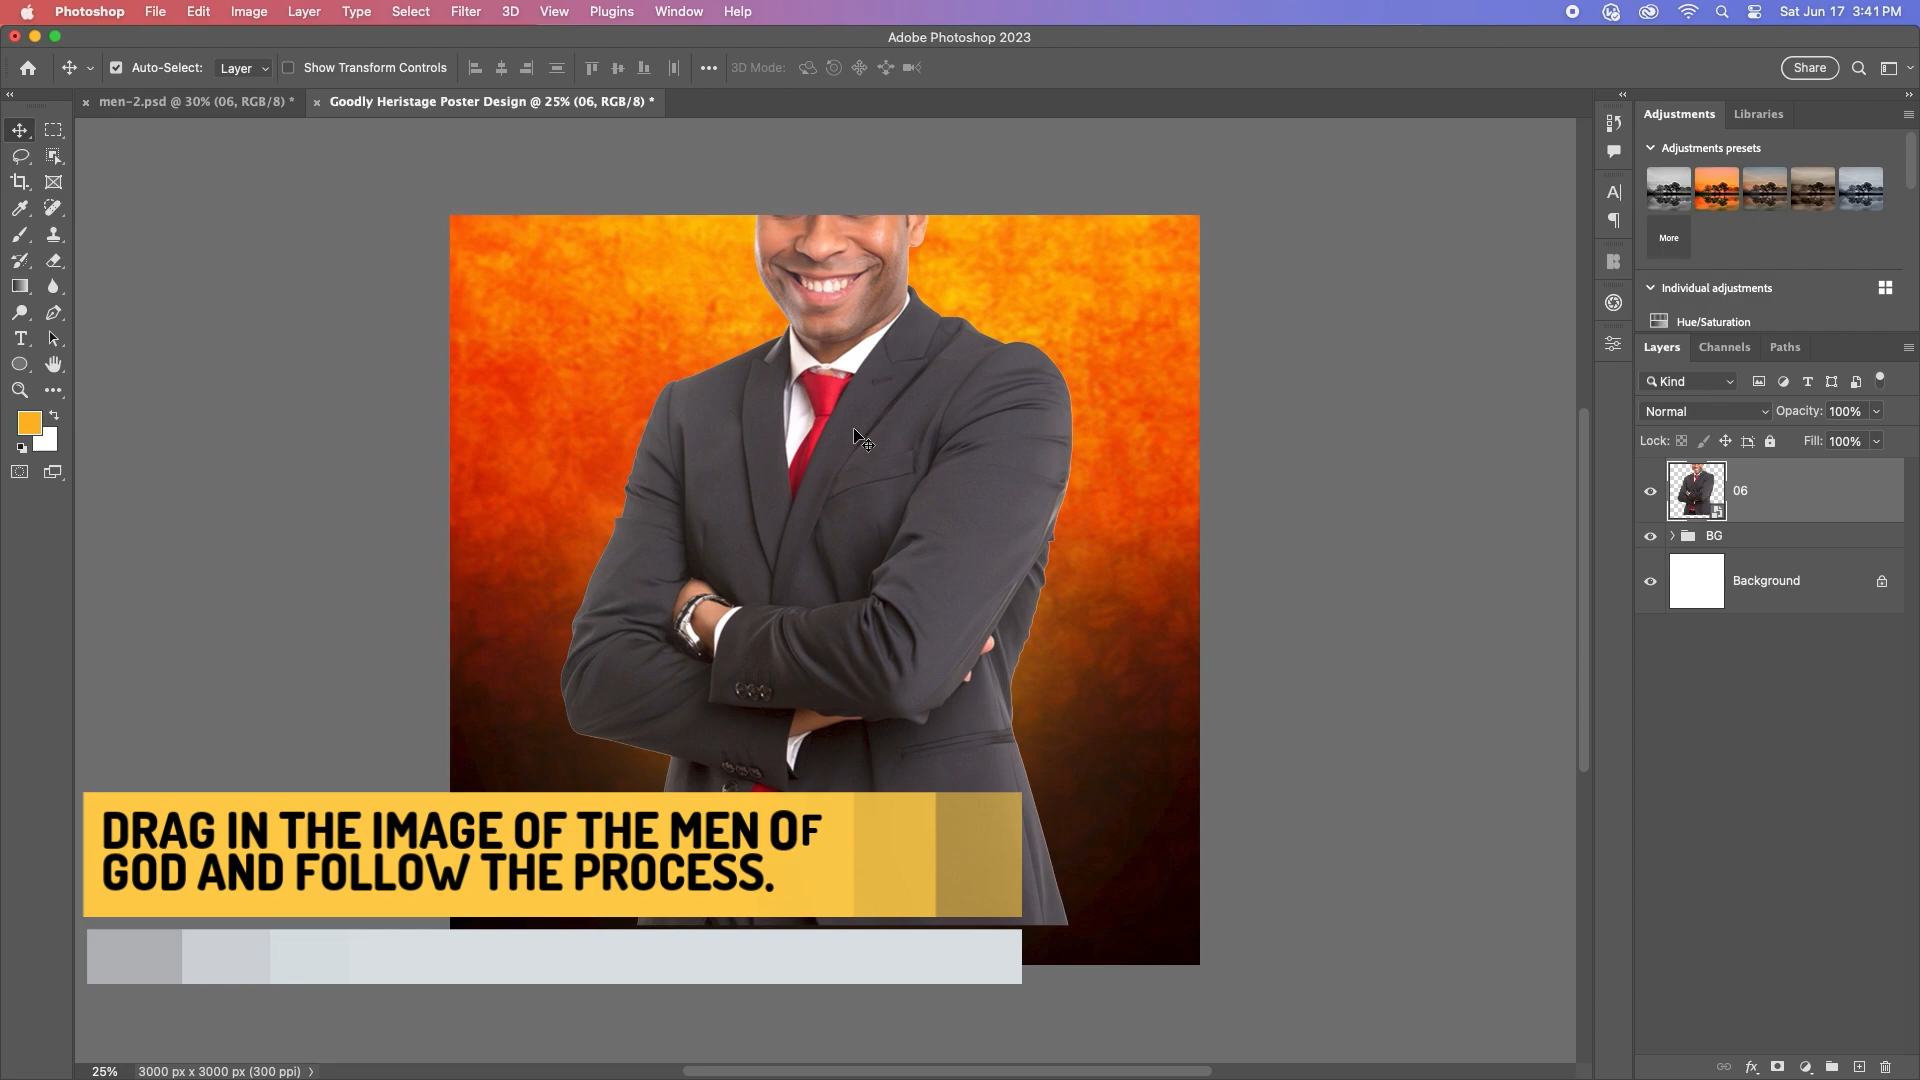 Photoshop File Edit Image Layer Type Select Filter 3D View Plugins Window Help Sat Jun 17 3:41 PM
Adobe Photoshop 2023
Auto-Select: Layer Show Transform Controls 3D Mode: Share
men-2.psd @ 30% (06, RGB/8) * Goodly Heristage Poster Design @ 25% (06, RGB/8) *
Adjustments Libraries
Adjustments presets
More
Individual adjustments
Hue/Saturation
Layers Channels Paths
Kind
Normal Opacity: 100%
Lock: Fill: 100%
06
BG
Background
DRAG IN THE IMAGE OF THE MEN OF
GOD AND FOLLOW THE PROCESS.
25% 3000 px x 3000 px (300 ppi)